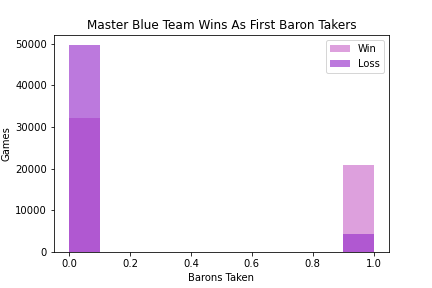 Master Blue Team Wins As First Baron Takers
Win
Loss
50000
40000
30000
20000
10000
0
Games
0.0 0.2 0.4 0.6 0.8 1.0
Barons Taken